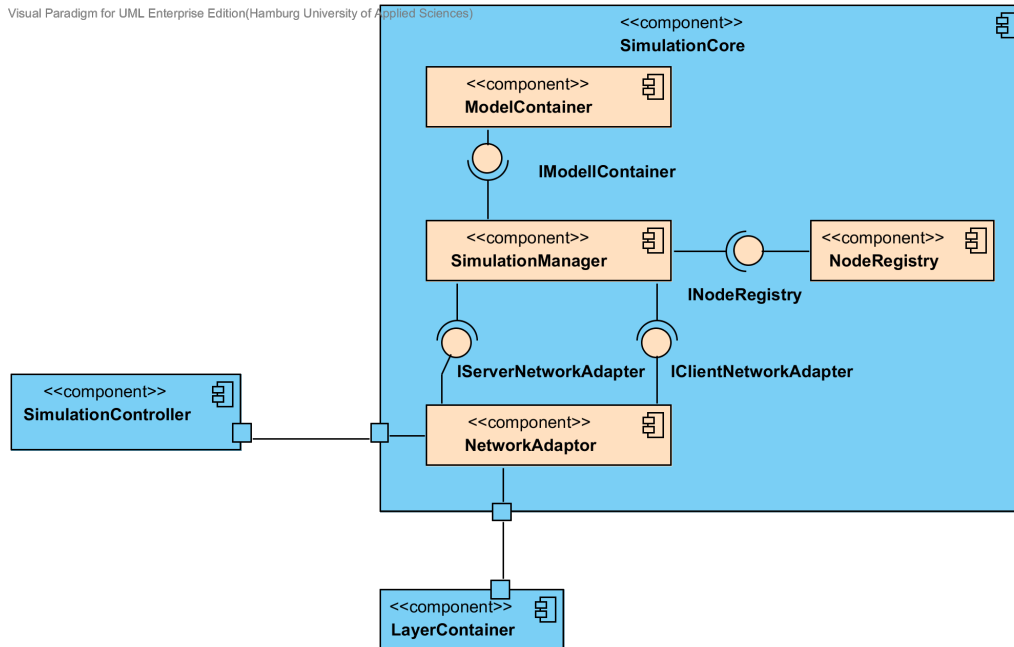 Visual Paradigm for UML Enterprise Edition(Hamburg University of Applied Sciences)
<<component>>
SimulationCore
<<component>>
ModelContainer
IModellContainer
<<component>>
SimulationManager
<<component>>
NodeRegistry
INodeRegistry
IServerNetworkAdapter
IClientNetworkAdapter
<<component>>
SimulationController
<<component>>
NetworkAdaptor
<<component>>
LayerContainer